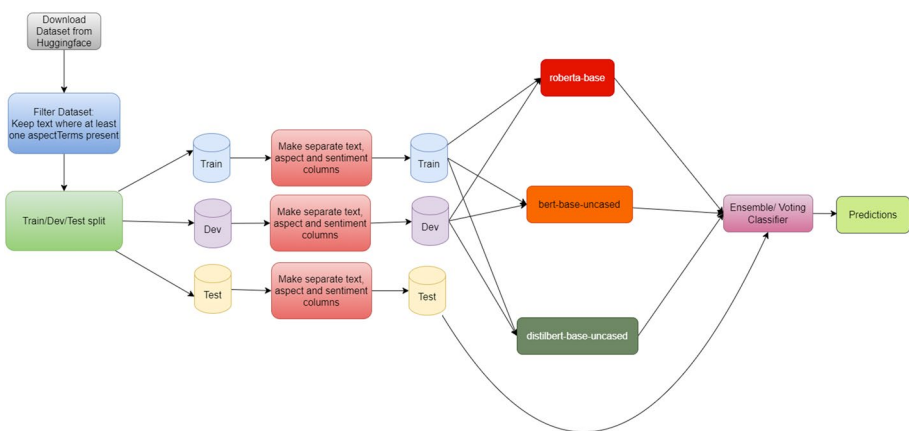 Download
Dataset from
Huggingface
Filter Dataset:
Keep text where at least
one aspectTerms present
Train/Dev/Test split
Train
Make separate text,
aspect and sentiment
columns
Train
Dev
Make separate text,
aspect and sentiment
columns
Dev
Test
Make separate text,
aspect and sentiment
columns
Test
roberta-base
bert-base-uncased
distilbert-base-uncased
Ensemble/ Voting
Classifier
Predictions